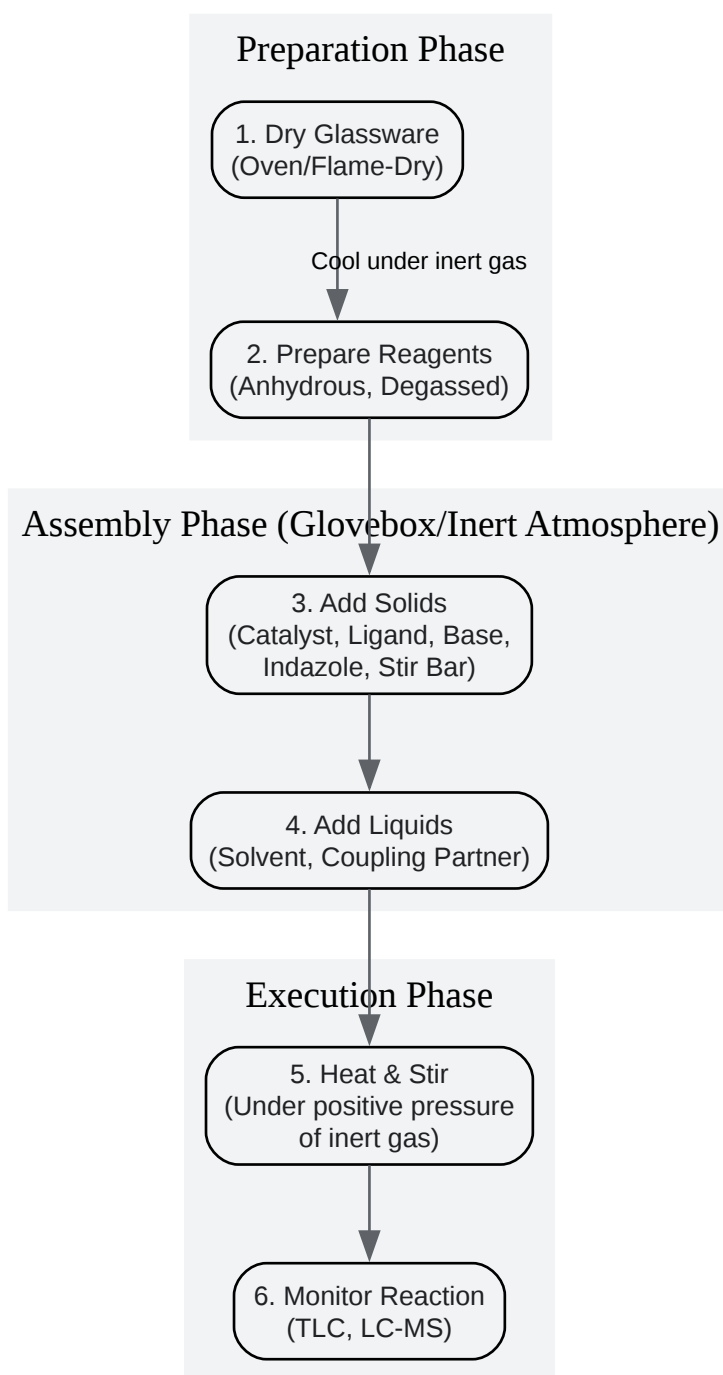 Preparation Phase
1. Dry Glassware
(Oven/Flame-Dry)
Cool under inert gas
2. Prepare Reagents
(Anhydrous, Degassed)
Assembly Phase (Glovebox/Inert Atmosphere)
3. Add Solids
(Catalyst, Ligand, Base,
Indazole, Stir Bar)
4. Add Liquids
(Solvent, Coupling Partner)
Execution Phase
5. Heat & Stir
(Under positive pressure
of inert gas)
6. Monitor Reaction
(TLC, LC-MS)